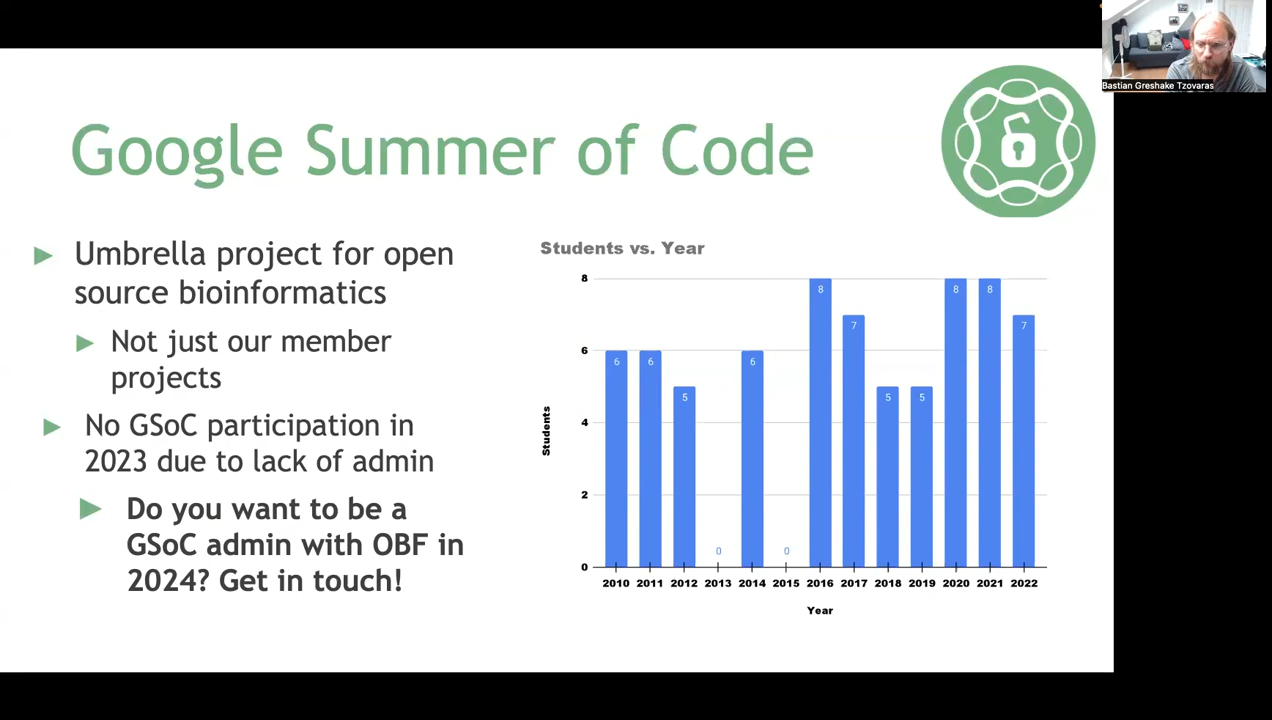 Bastian Greshake Tzovaras
Google Summer of Code
Umbrella project for open
source bioinformatics
Not just our member
projects
No GSoC participation in
2023 due to lack of admin
Do you want to be a
GSoC admin with OBF in
2024? Get in touch!
Students vs. Year
8
6
4
2
0
Students
6
6
5
0
6
0
8
7
5
5
8
8
7
2010 2011 2012 2013 2014 2015 2016 2017 2018 2019 2020 2021 2022
Year